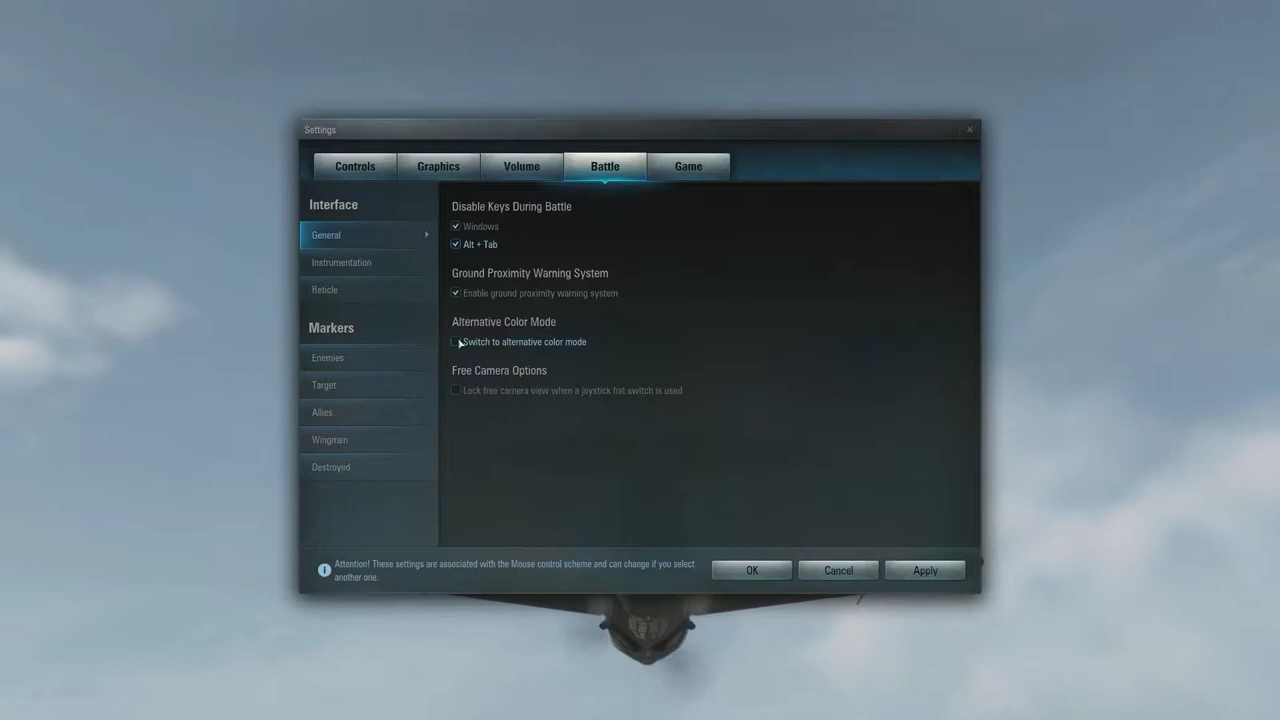 Settings
Controls
Graphics
Volume
Battle
Game
Interface
General
Instrumentation
Reticle
Markers
Enemies
Target
Allies
Wingmen
Destroyed
Disable Keys During Battle
Windows
Alt + Tab
Ground Proximity Warning System
Enable ground proximity warning system
Alternative Color Mode
Switch to alternative color mode
Free Camera Options
Lock free camera view when a joystick hat switch is used
Attention! These settings are associated with the Mouse control scheme and can change if you select
another one.
OK
Cancel
Apply